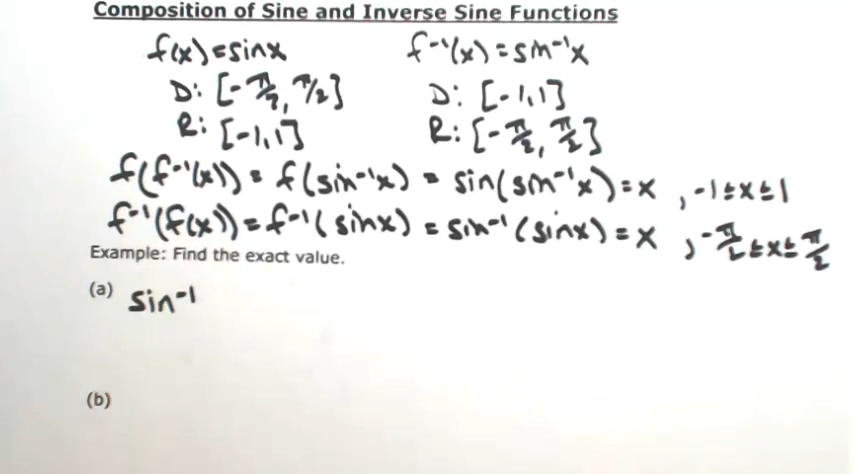 Composition of Sine and Inverse Sine Functions
f(x)=sinx f⁻¹(x)=sin⁻¹x
D: [-π/2, π/2] D: [-1,1]
R: [-1,1] R: [-π/2, π/2]
f(f⁻¹(x)) = f(sin⁻¹x) = sin(sin⁻¹x)=x , -1≤x≤1
f⁻¹(f(x)) = f⁻¹(sinx) = sin⁻¹(sinx)=x , -π/2≤x≤π/2
Example: Find the exact value.
(a) sin⁻¹
(b)